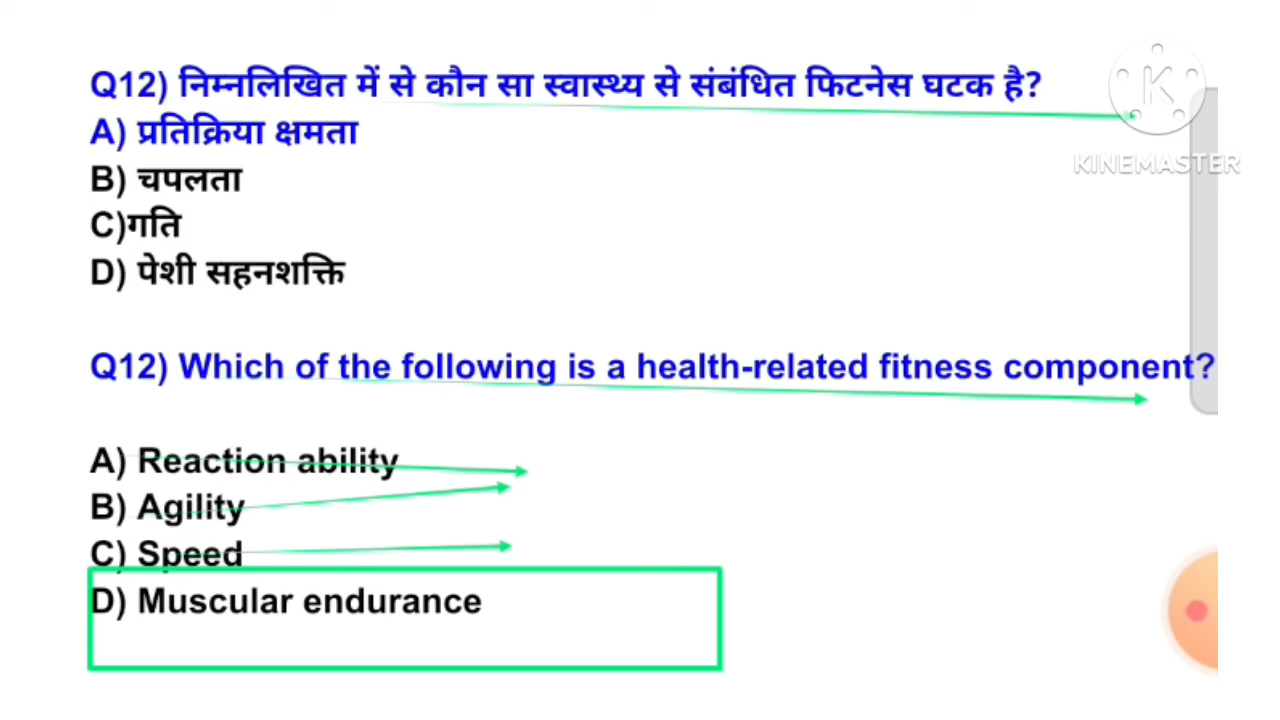 Q12) निम्नलिखित में से कौन सा स्वास्थ्य से संबंधित फिटनेस घटक है?
A) प्रतिक्रिया क्षमता
B) चपलता
C)गति
D) पेशी सहनशक्ति
Q12) Which of the following is a health-related fitness component?
A) Reaction ability
B) Agility
C) Speed
D) Muscular endurance
K
KINEMASTER